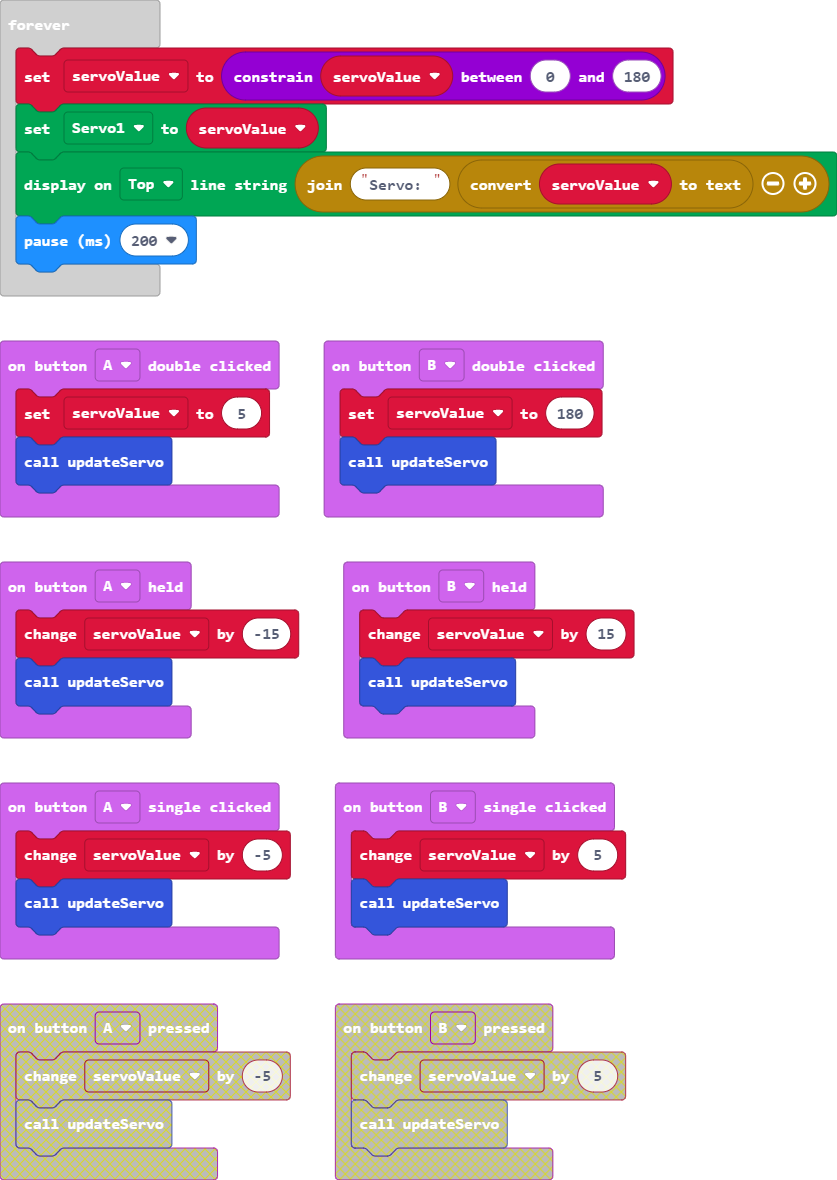 forever
set servoValue to constrain servoValue between 0 and 180
set Servo1 to servoValue
display on Top line string join "Servo: " convert servoValue to text
pause (ms) 200
on button A double clicked
set servoValue to 5
call updateServo
on button B double clicked
set servoValue to 180
call updateServo
on button A held
change servoValue by -15
call updateServo
on button B held
change servoValue by 15
call updateServo
on button A single clicked
change servoValue by -5
call updateServo
on button B single clicked
change servoValue by 5
call updateServo
on button A pressed
change servoValue by -5
call updateServo
on button B pressed
change servoValue by 5
call updateServo